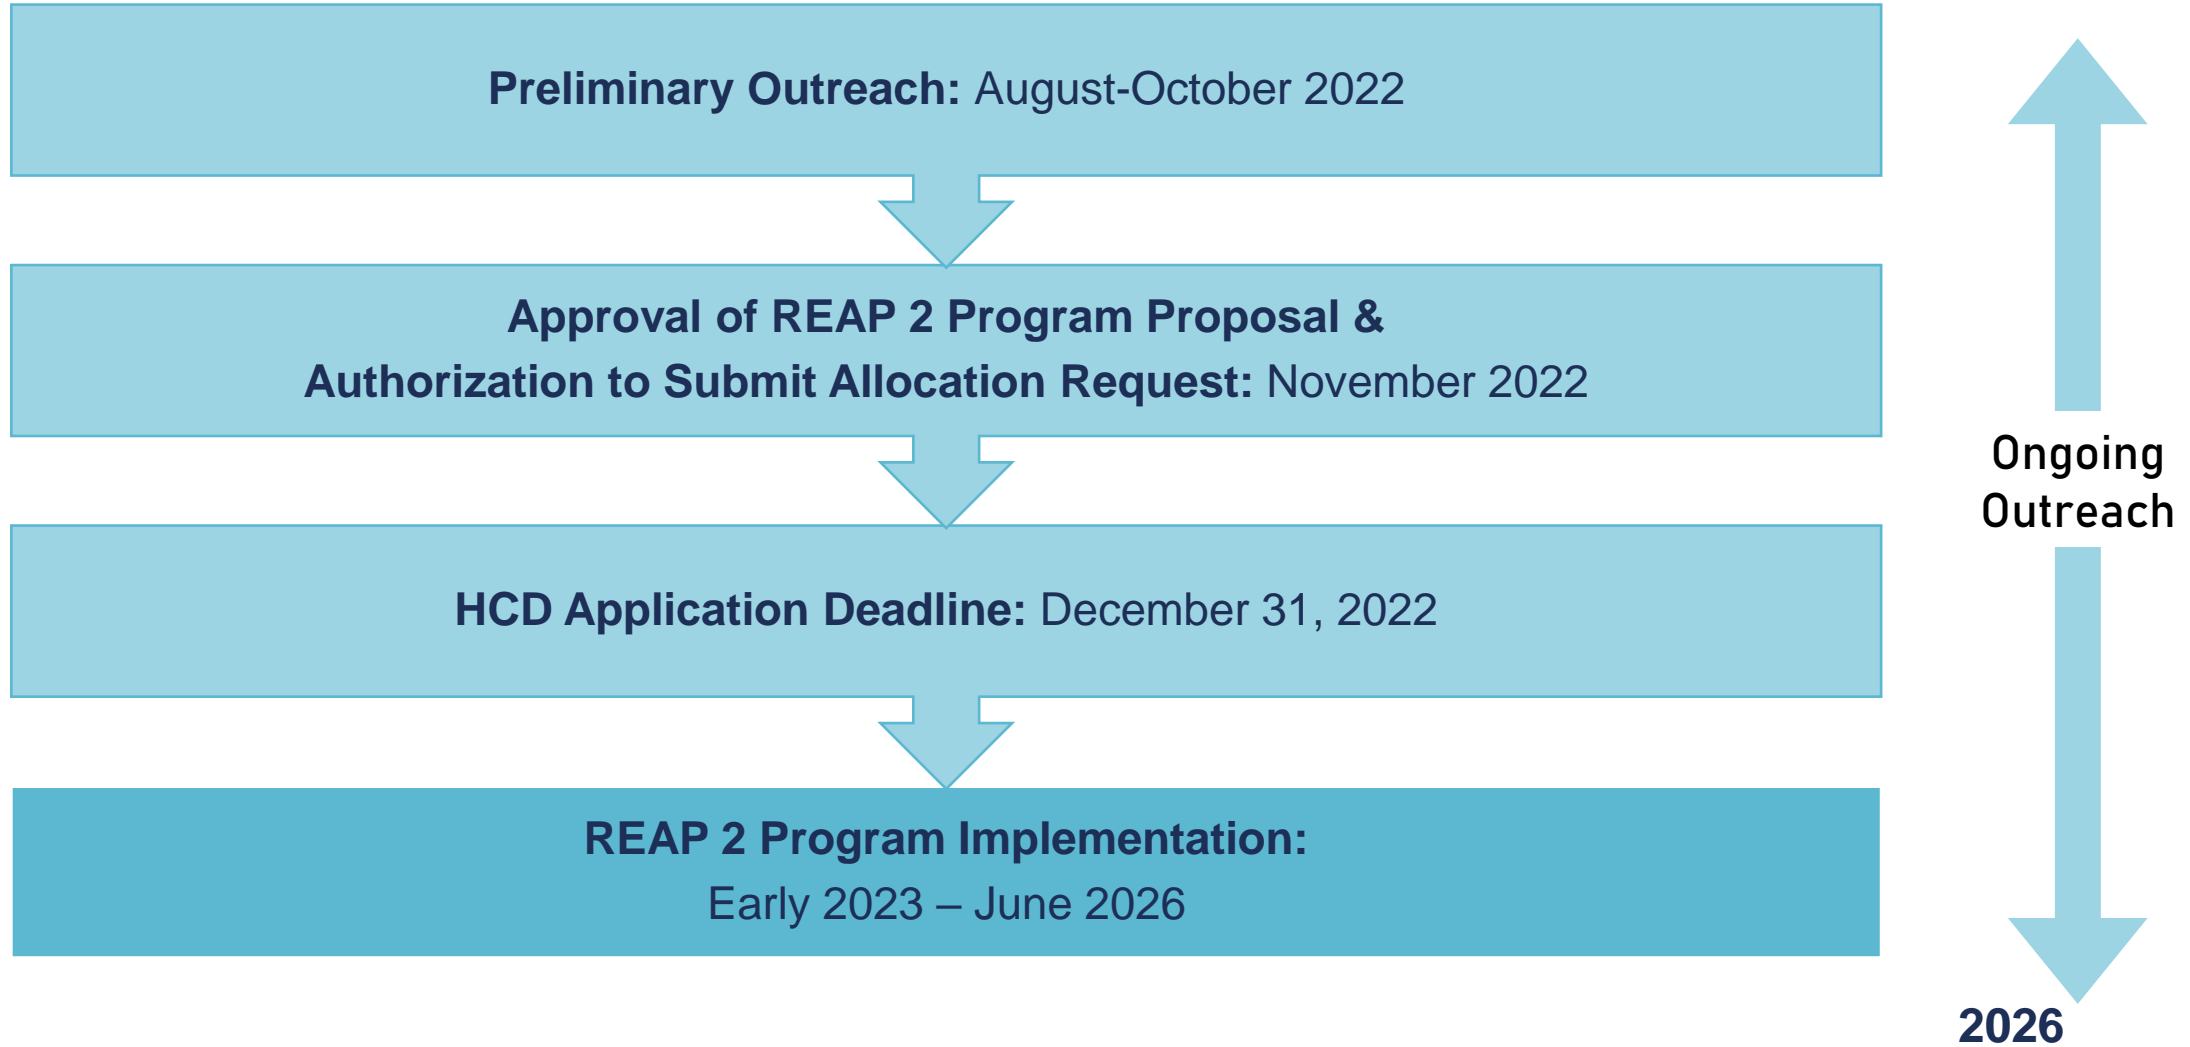 Preliminary Outreach: August-October 2022
Approval of REAP 2 Program Proposal &
Authorization to Submit Allocation Request: November 2022
HCD Application Deadline: December 31, 2022
REAP 2 Program Implementation:
Early 2023 – June 2026
Ongoing
Outreach
2026